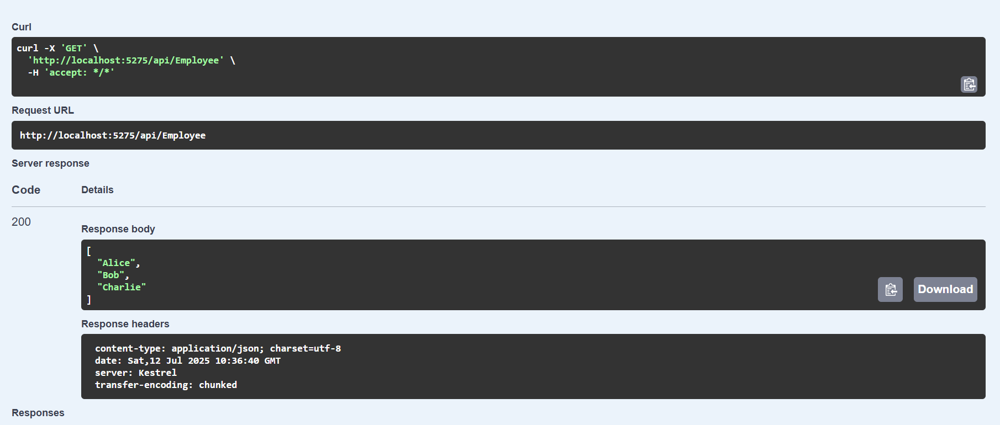 Curl
curl -X 'GET' \
  'http://localhost:5275/api/Employee' \
  -H 'accept: */*'
Request URL
http://localhost:5275/api/Employee
Server response
Code Details
200
Response body
[
  "Alice",
  "Bob",
  "Charlie"
]
Download
Response headers
content-type: application/json; charset=utf-8
date: Sat,12 Jul 2025 10:36:40 GMT
server: Kestrel
transfer-encoding: chunked
Responses